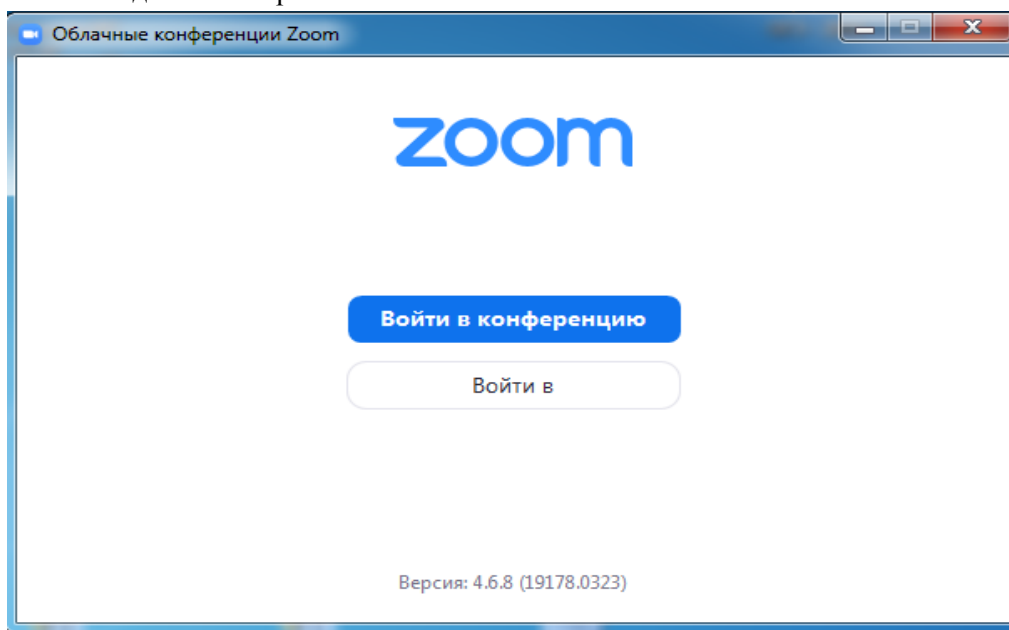 Облачные конференции Zoom
zoom
Войти в конференцию
Войти в
Версия: 4.6.8 (19178.0323)